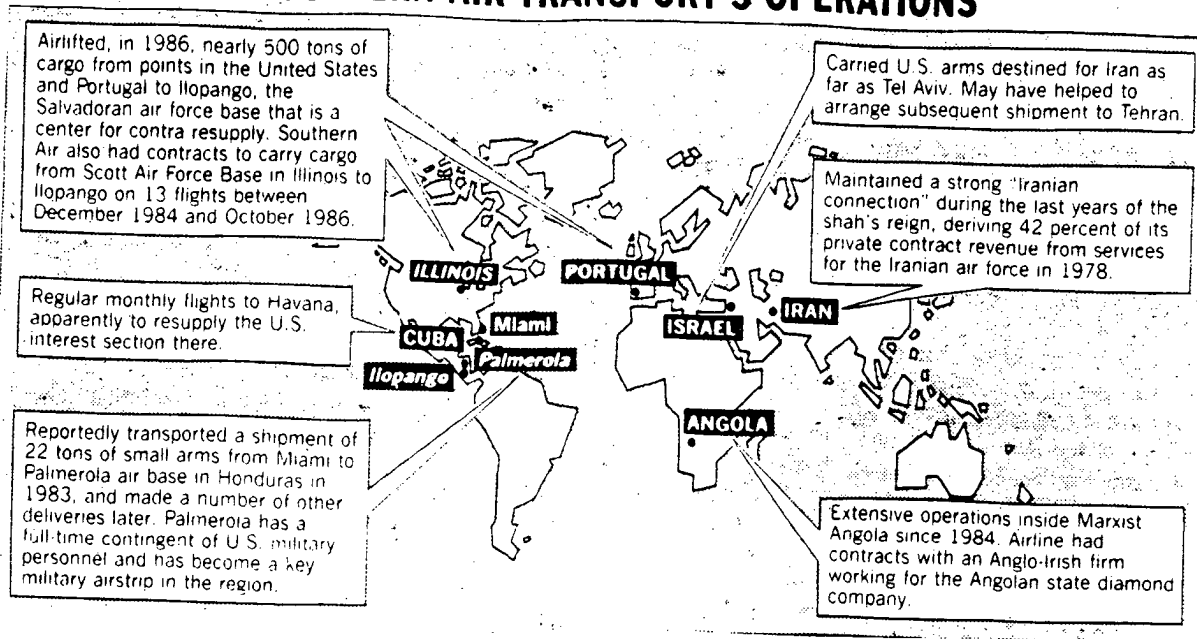 AIR TRANSPORT'S OPERATIONS
Airlifted, in 1986, nearly 500 tons of
cargo from points in the United States
and Portugal to Ilopango, the
Salvadoran air force base that is a
center for contra resupply. Southern
Air also had contracts to carry cargo
from Scott Air Force Base in Illinois to
Ilopango on 13 flights between
December 1984 and October 1986.
Regular monthly flights to Havana,
apparently to resupply the U.S.
interest section there.
Reportedly transported a shipment of
22 tons of small arms from Miami to
Palmerola air base in Honduras in
1983, and made a number of other
deliveries later. Palmerola has a
full-time contingent of U.S. military
personnel and has become a key
military airstrip in the region.
ILLINOIS
PORTUGAL
CUBA
Miami
Palmerola
Ilopango
ISRAEL
IRAN
ANGOLA
Carried U.S. arms destined for Iran as
far as Tel Aviv. May have helped to
arrange subsequent shipment to Tehran.
Maintained a strong "Iranian
connection" during the last years of the
shah's reign, deriving 42 percent of its
private contract revenue from services
for the Iranian air force in 1978.
Extensive operations inside Marxist
Angola since 1984. Airline had
contracts with an Anglo-Irish firm
working for the Angolan state diamond
company.